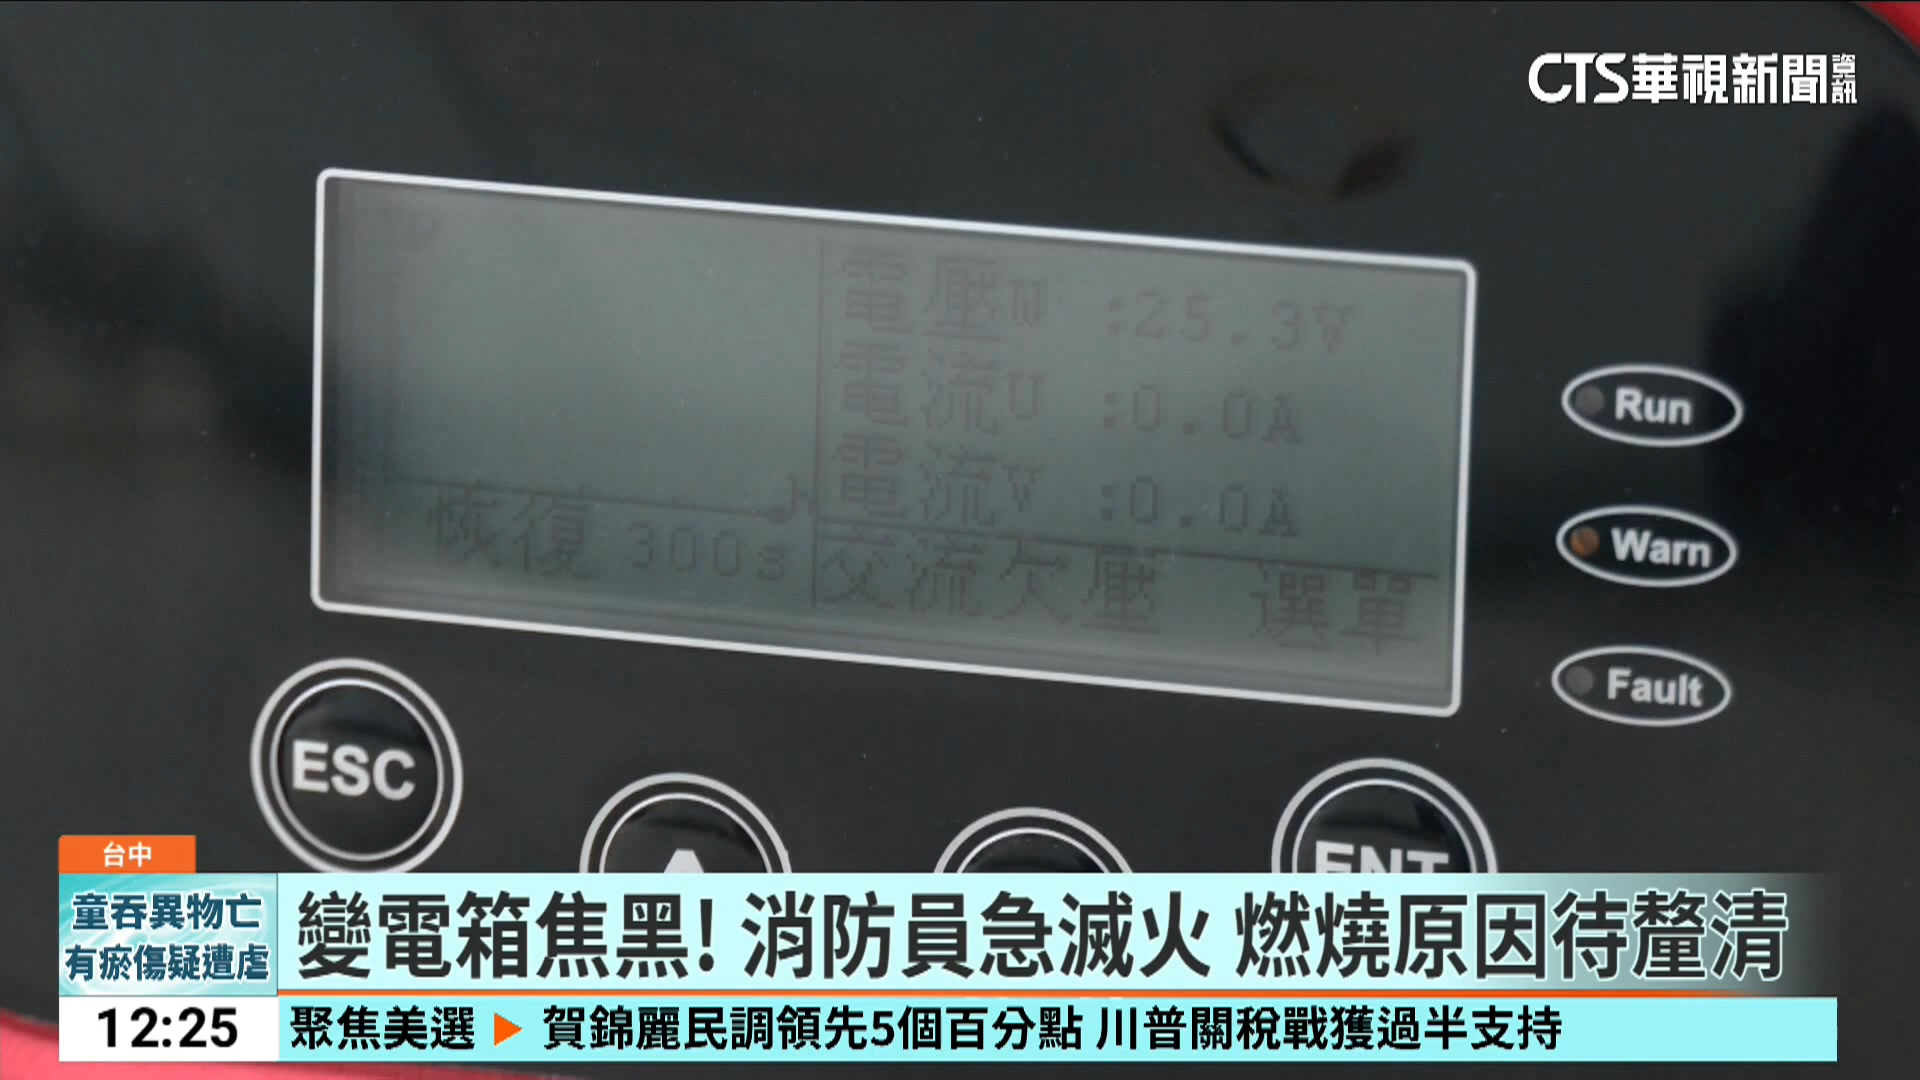 CTS華視新聞資訊
電壓W :25.3V
電流U :0.0A
電流V :0.0A
恢復 300s 交流欠壓 選單
Run
Warn
Fault
ESC
ENT
台中
童吞異物亡
有瘀傷疑遭虐
變電箱焦黑! 消防員急滅火 燃燒原因待釐清
12:25
聚焦美選 ▶ 賀錦麗民調領先5個百分點 川普關稅戰獲過半支持